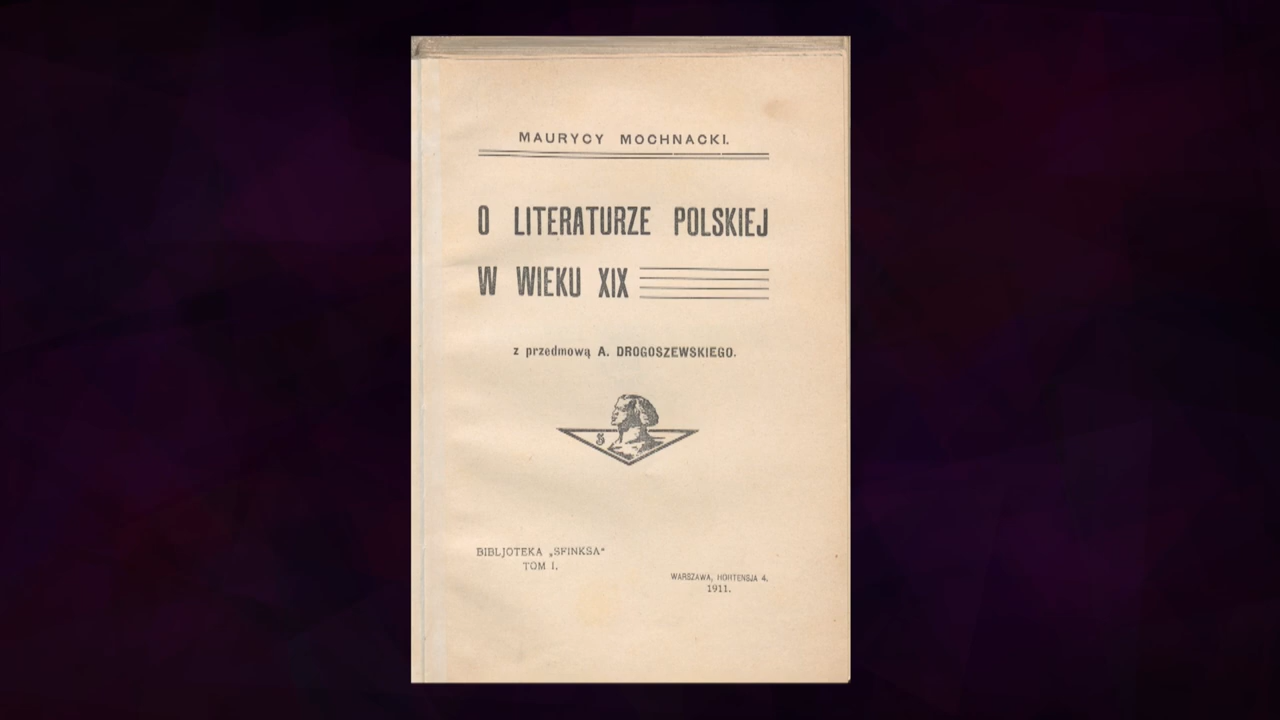 MAURYCY MOCHNACKI.
O LITERATURZE POLSKIEJ
W WIEKU XIX
z przedmową A. DROGOSZEWSKIEGO.
BIBLJOTEKA „SFINKSA”
TOM I.
WARSZAWA, HORTENSJA 4.
1911.